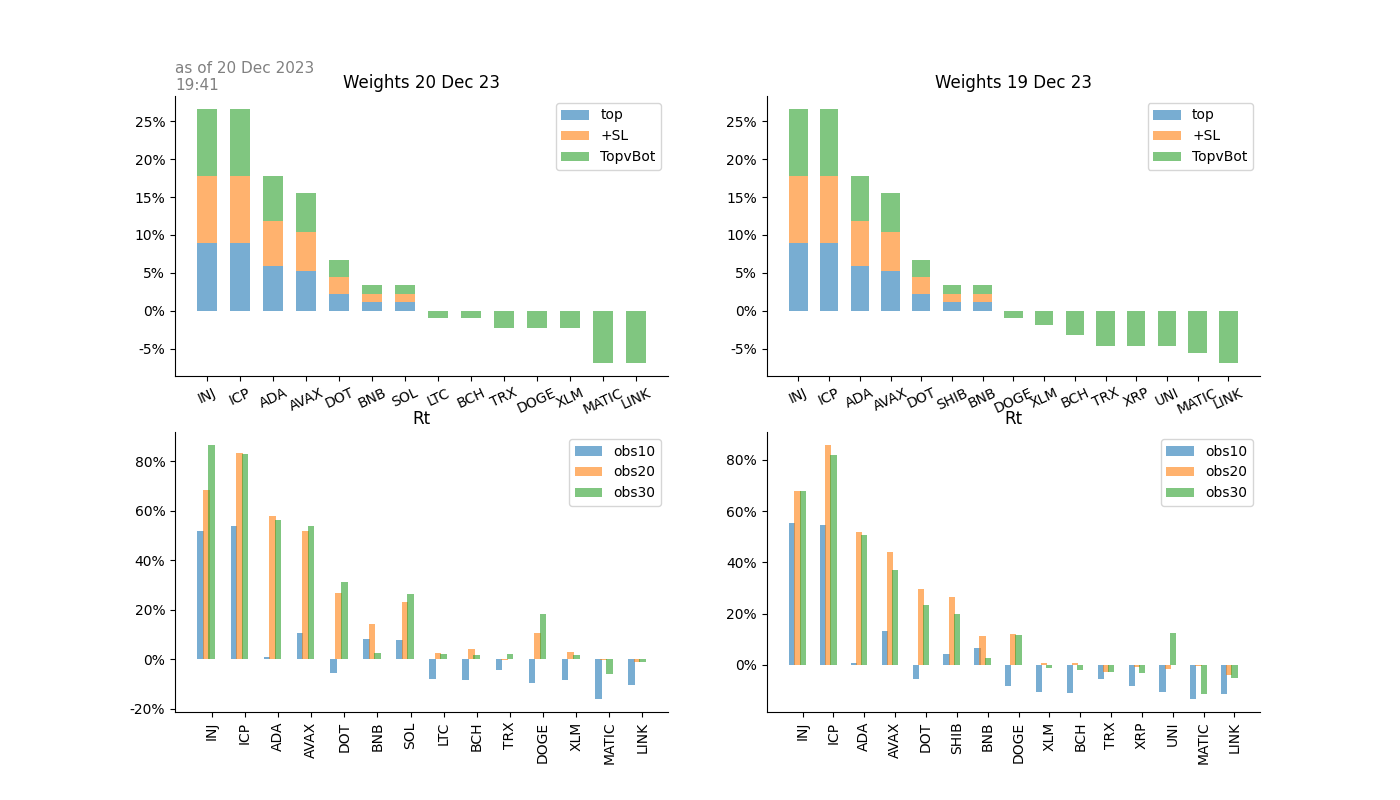 as of 20 Dec 2023
19:41
Weights 20 Dec 23
25%
20%
15%
10%
5%
0%
-5%
top
+SL
TopvBot
INJ ICP ADA AVAX DOT BNB SOL LTC BCH TRX DOGE XLM MATIC LINK
Weights 19 Dec 23
25%
20%
15%
10%
5%
0%
-5%
top
+SL
TopvBot
INJ ICP ADA AVAX DOT SHIB BNB DOGE XLM BCH TRX XRP UNI MATIC LINK
Rt
80%
60%
40%
20%
0%
-20%
obs10
obs20
obs30
INJ ICP ADA AVAX DOT BNB SOL LTC BCH TRX DOGE XLM MATIC LINK
Rt
80%
60%
40%
20%
0%
obs10
obs20
obs30
INJ ICP ADA AVAX DOT SHIB BNB DOGE XLM BCH TRX XRP UNI MATIC LINK